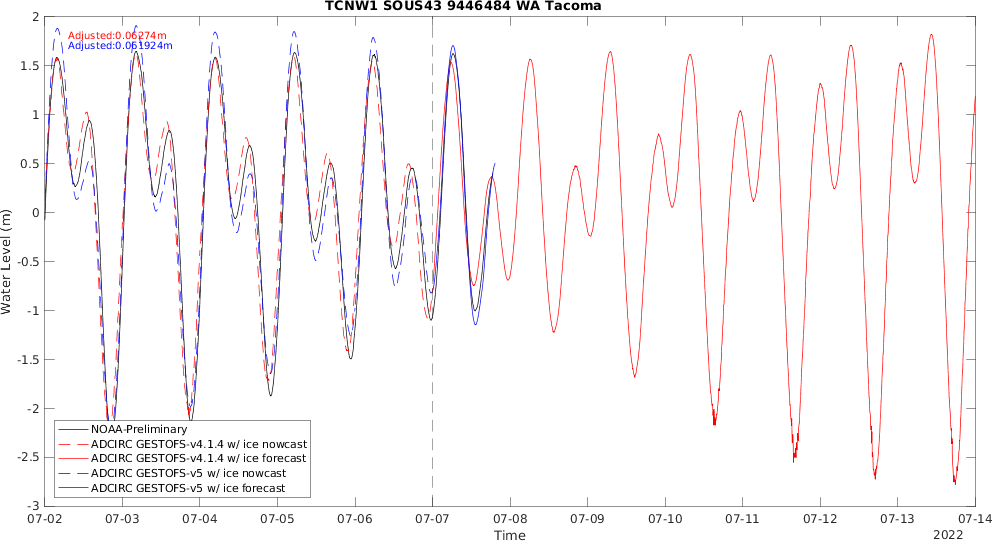 TCNW1 SOUS43 9446484 WA Tacoma
Adjusted:0.06274m
Adjusted:0.061924m
2
1.5
1
0.5
0
-0.5
-1
-1.5
-2
-2.5
-3
Water Level (m)
NOAA-Preliminary
ADCIRC GESTOFS-v4.1.4 w/ ice nowcast
ADCIRC GESTOFS-v4.1.4 w/ ice forecast
ADCIRC GESTOFS-v5 w/ ice nowcast
ADCIRC GESTOFS-v5 w/ ice forecast
07-02 07-03 07-04 07-05 07-06 07-07 07-08 07-09 07-10 07-11 07-12 07-13 07-14
Time
2022